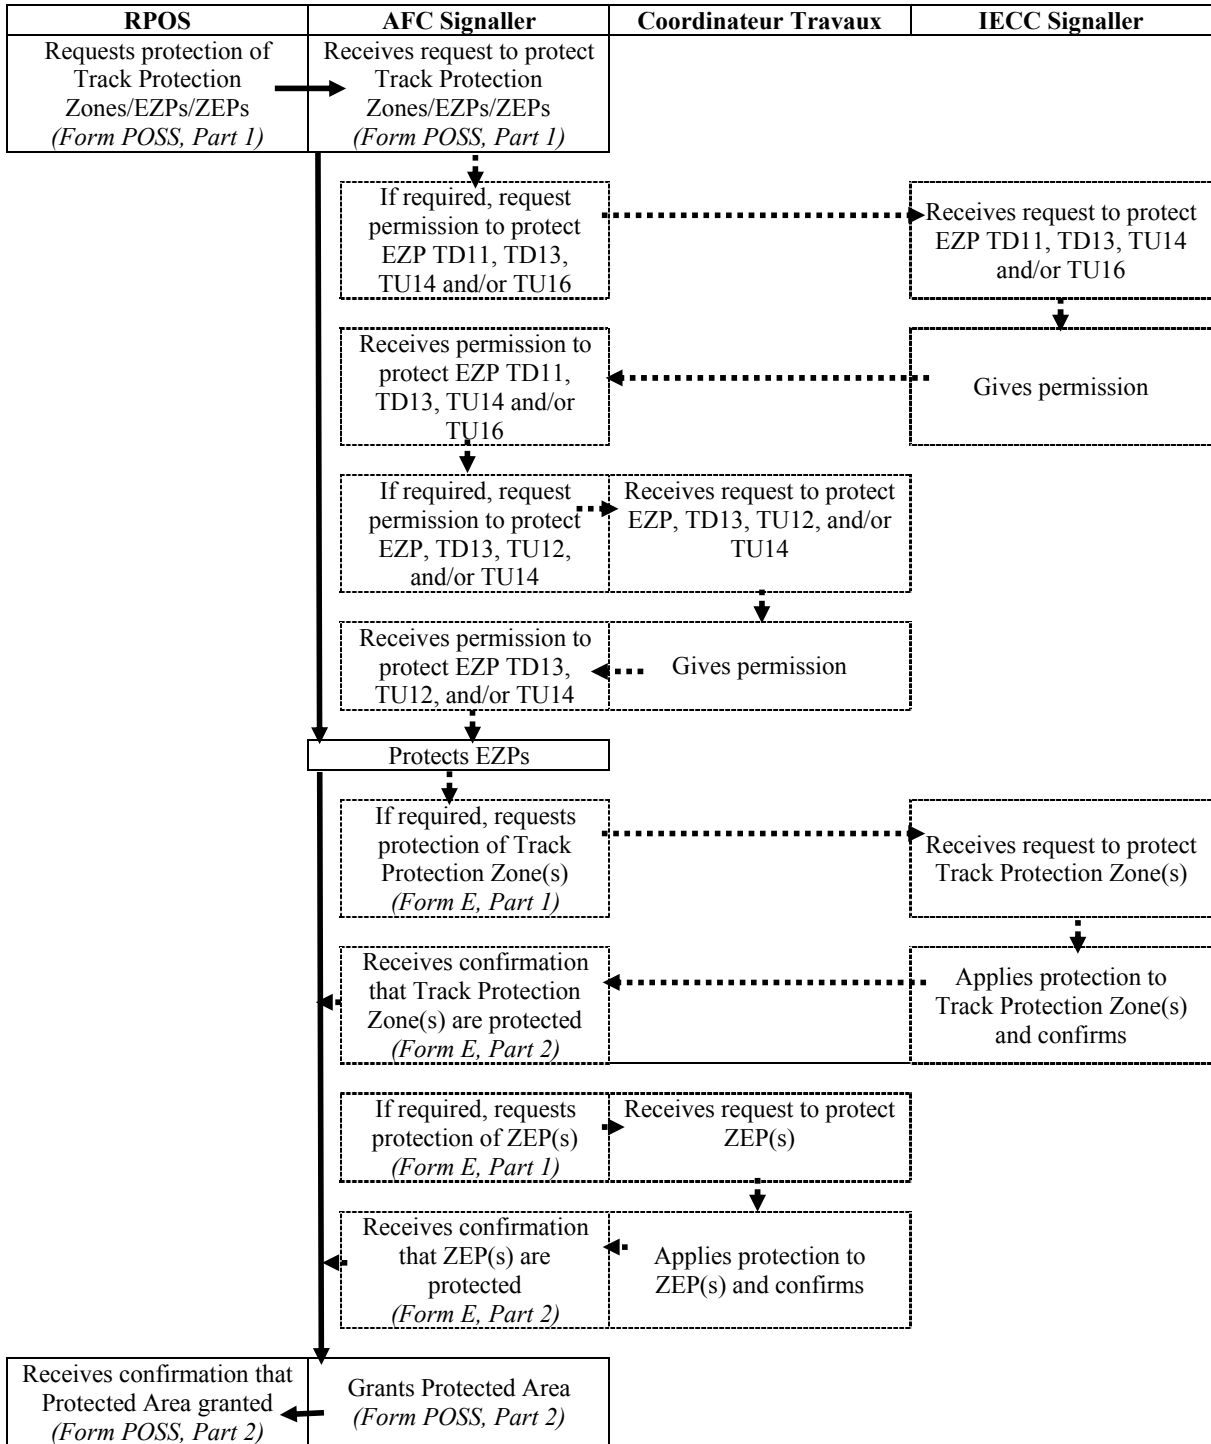 RPOS
AFC Signaller
Coordinateur Travaux
IECC Signaller
Requests protection of
Track Protection
Zones/EZPs/ZEPs
(Form POSS, Part 1)
Receives request to protect
Track Protection
Zones/EZPs/ZEPs
(Form POSS, Part 1)
If required, request
permission to protect
EZP TD11, TD13,
TU14 and/or TU16
Receives request to protect
EZP TD11, TD13, TU14
and/or TU16
Receives permission to
protect EZP TD11,
TD13, TU14 and/or
TU16
Gives permission
If required, request
permission to protect
EZP, TD13, TU12,
and/or TU14
Receives request to protect
EZP, TD13, TU12, and/or
TU14
Receives permission to
protect EZP TD13,
TU12, and/or TU14
Gives permission
Protects EZPs
If required, requests
protection of Track
Protection Zone(s)
(Form E, Part 1)
Receives request to protect
Track Protection Zone(s)
Receives confirmation
that Track Protection
Zone(s) are protected
(Form E, Part 2)
Applies protection to
Track Protection Zone(s)
and confirms
If required, requests
protection of ZEP(s)
(Form E, Part 1)
Receives request to protect
ZEP(s)
Receives confirmation
that ZEP(s) are
protected
(Form E, Part 2)
Applies protection to
ZEP(s) and confirms
Receives confirmation that
Protected Area granted
(Form POSS, Part 2)
Grants Protected Area
(Form POSS, Part 2)